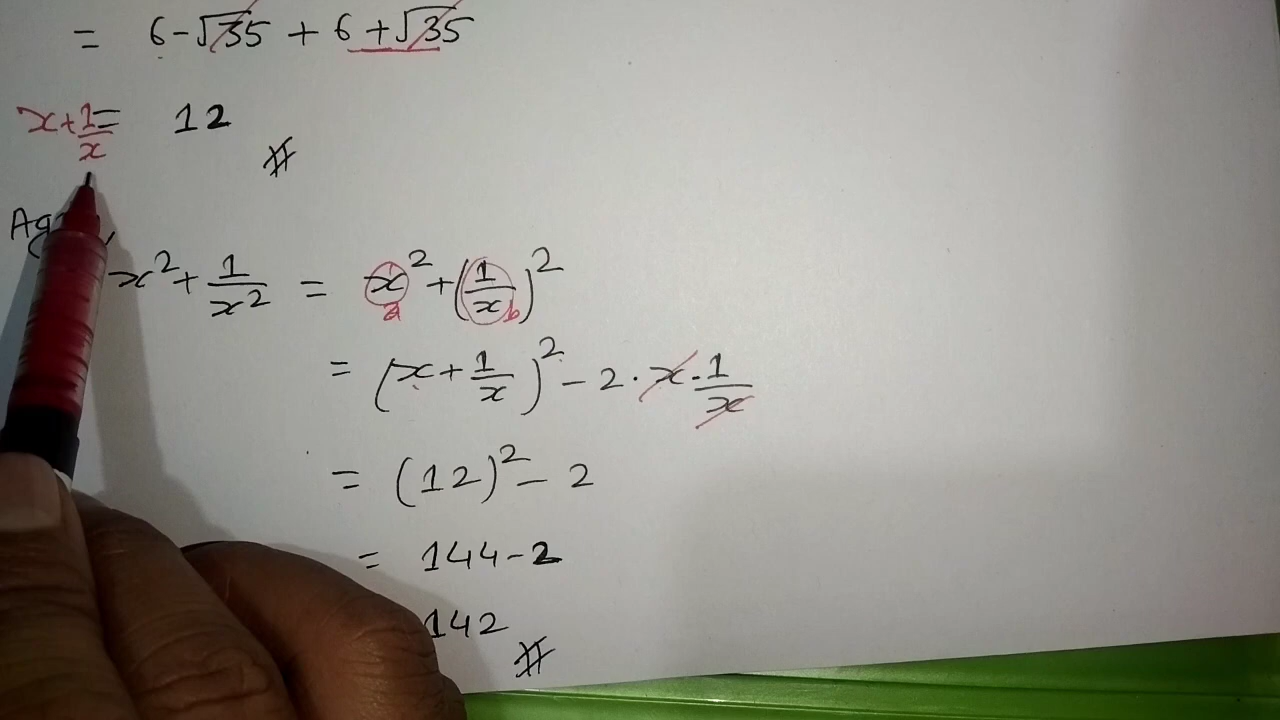 = 6 - √35 + 6 + √35
x + 1/x = 12 #
x² + 1/x² = x² + (1/x)²
a b
= (x + 1/x)² - 2 · x · 1/x
= (12)² - 2
= 144 - 2
142 #